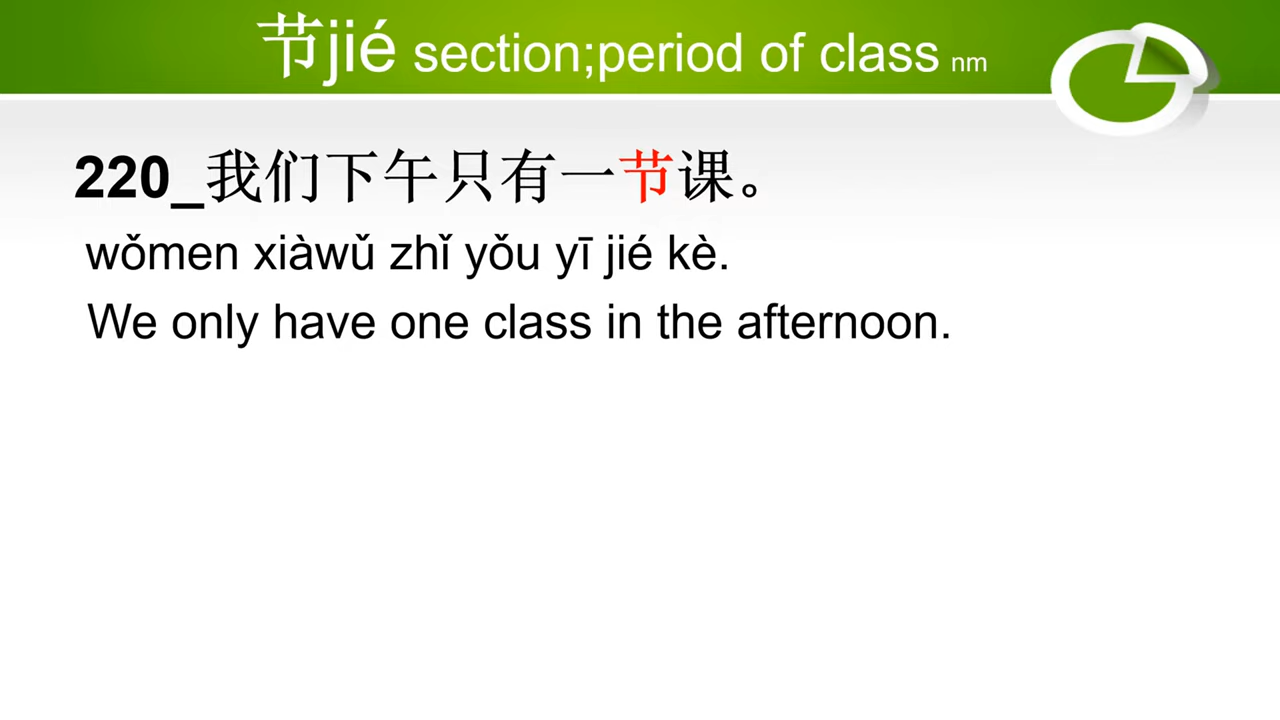 节jié section;period of class nm
220_我们下午只有一节课。
wǒmen xiàwǔ zhǐ yǒu yī jié kè.
We only have one class in the afternoon.